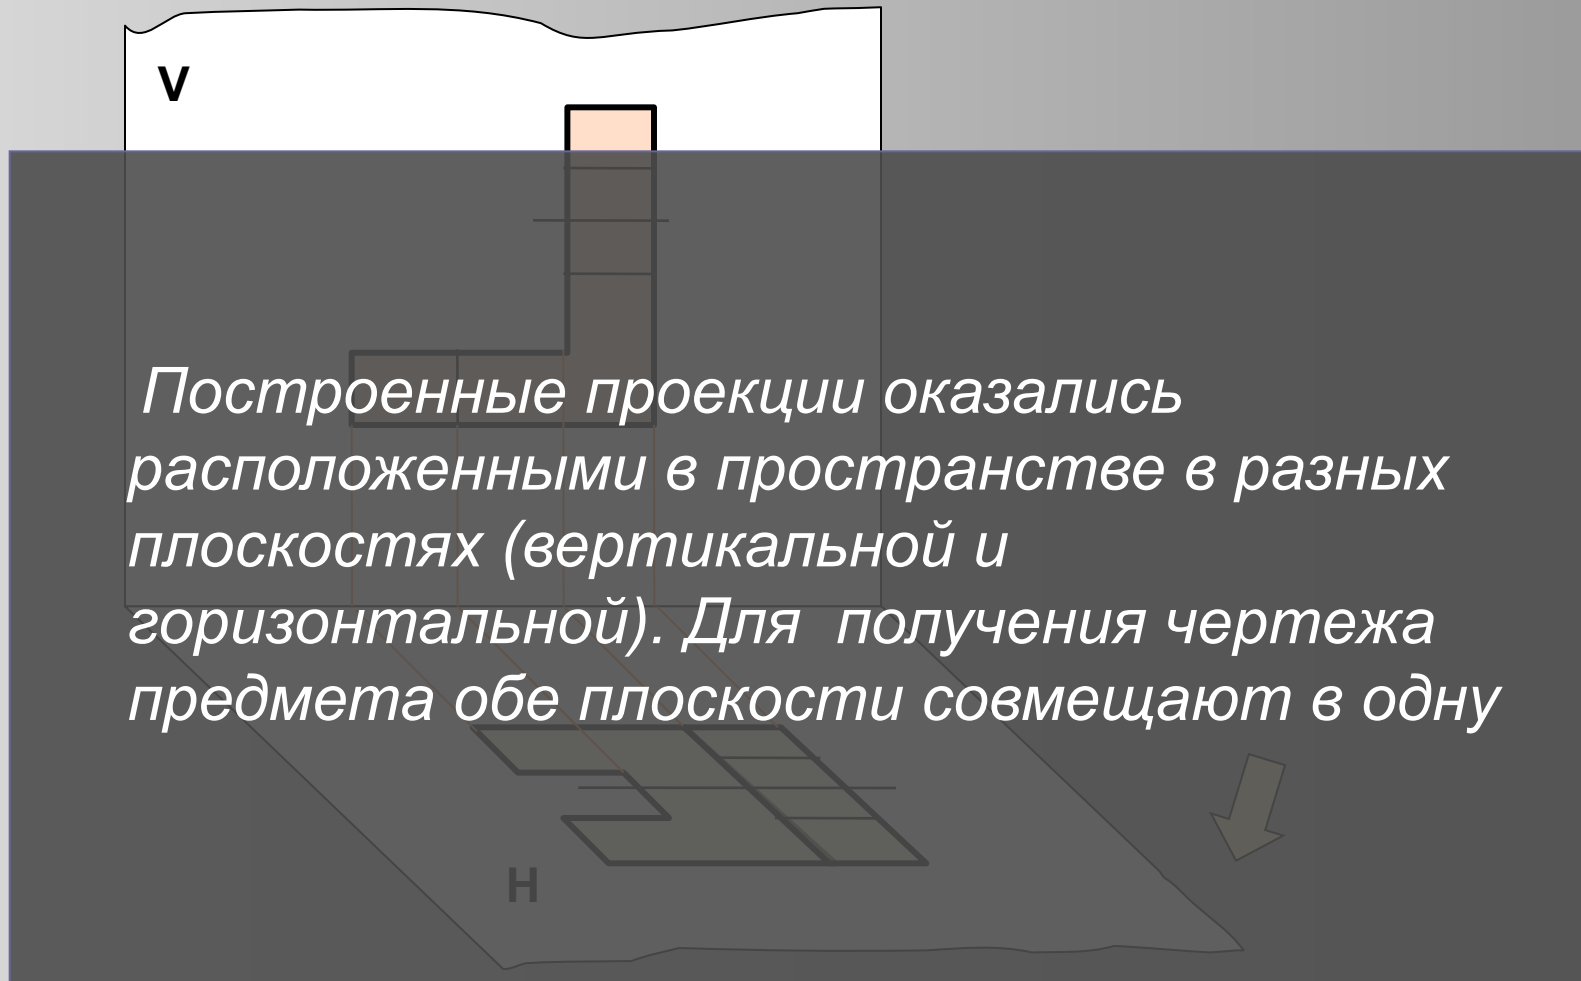 V
Построенные проекции оказались
расположенными в пространстве в разных
плоскостях (вертикальной и
горизонтальной). Для получения чертежа
предмета обе плоскости совмещают в одну
H